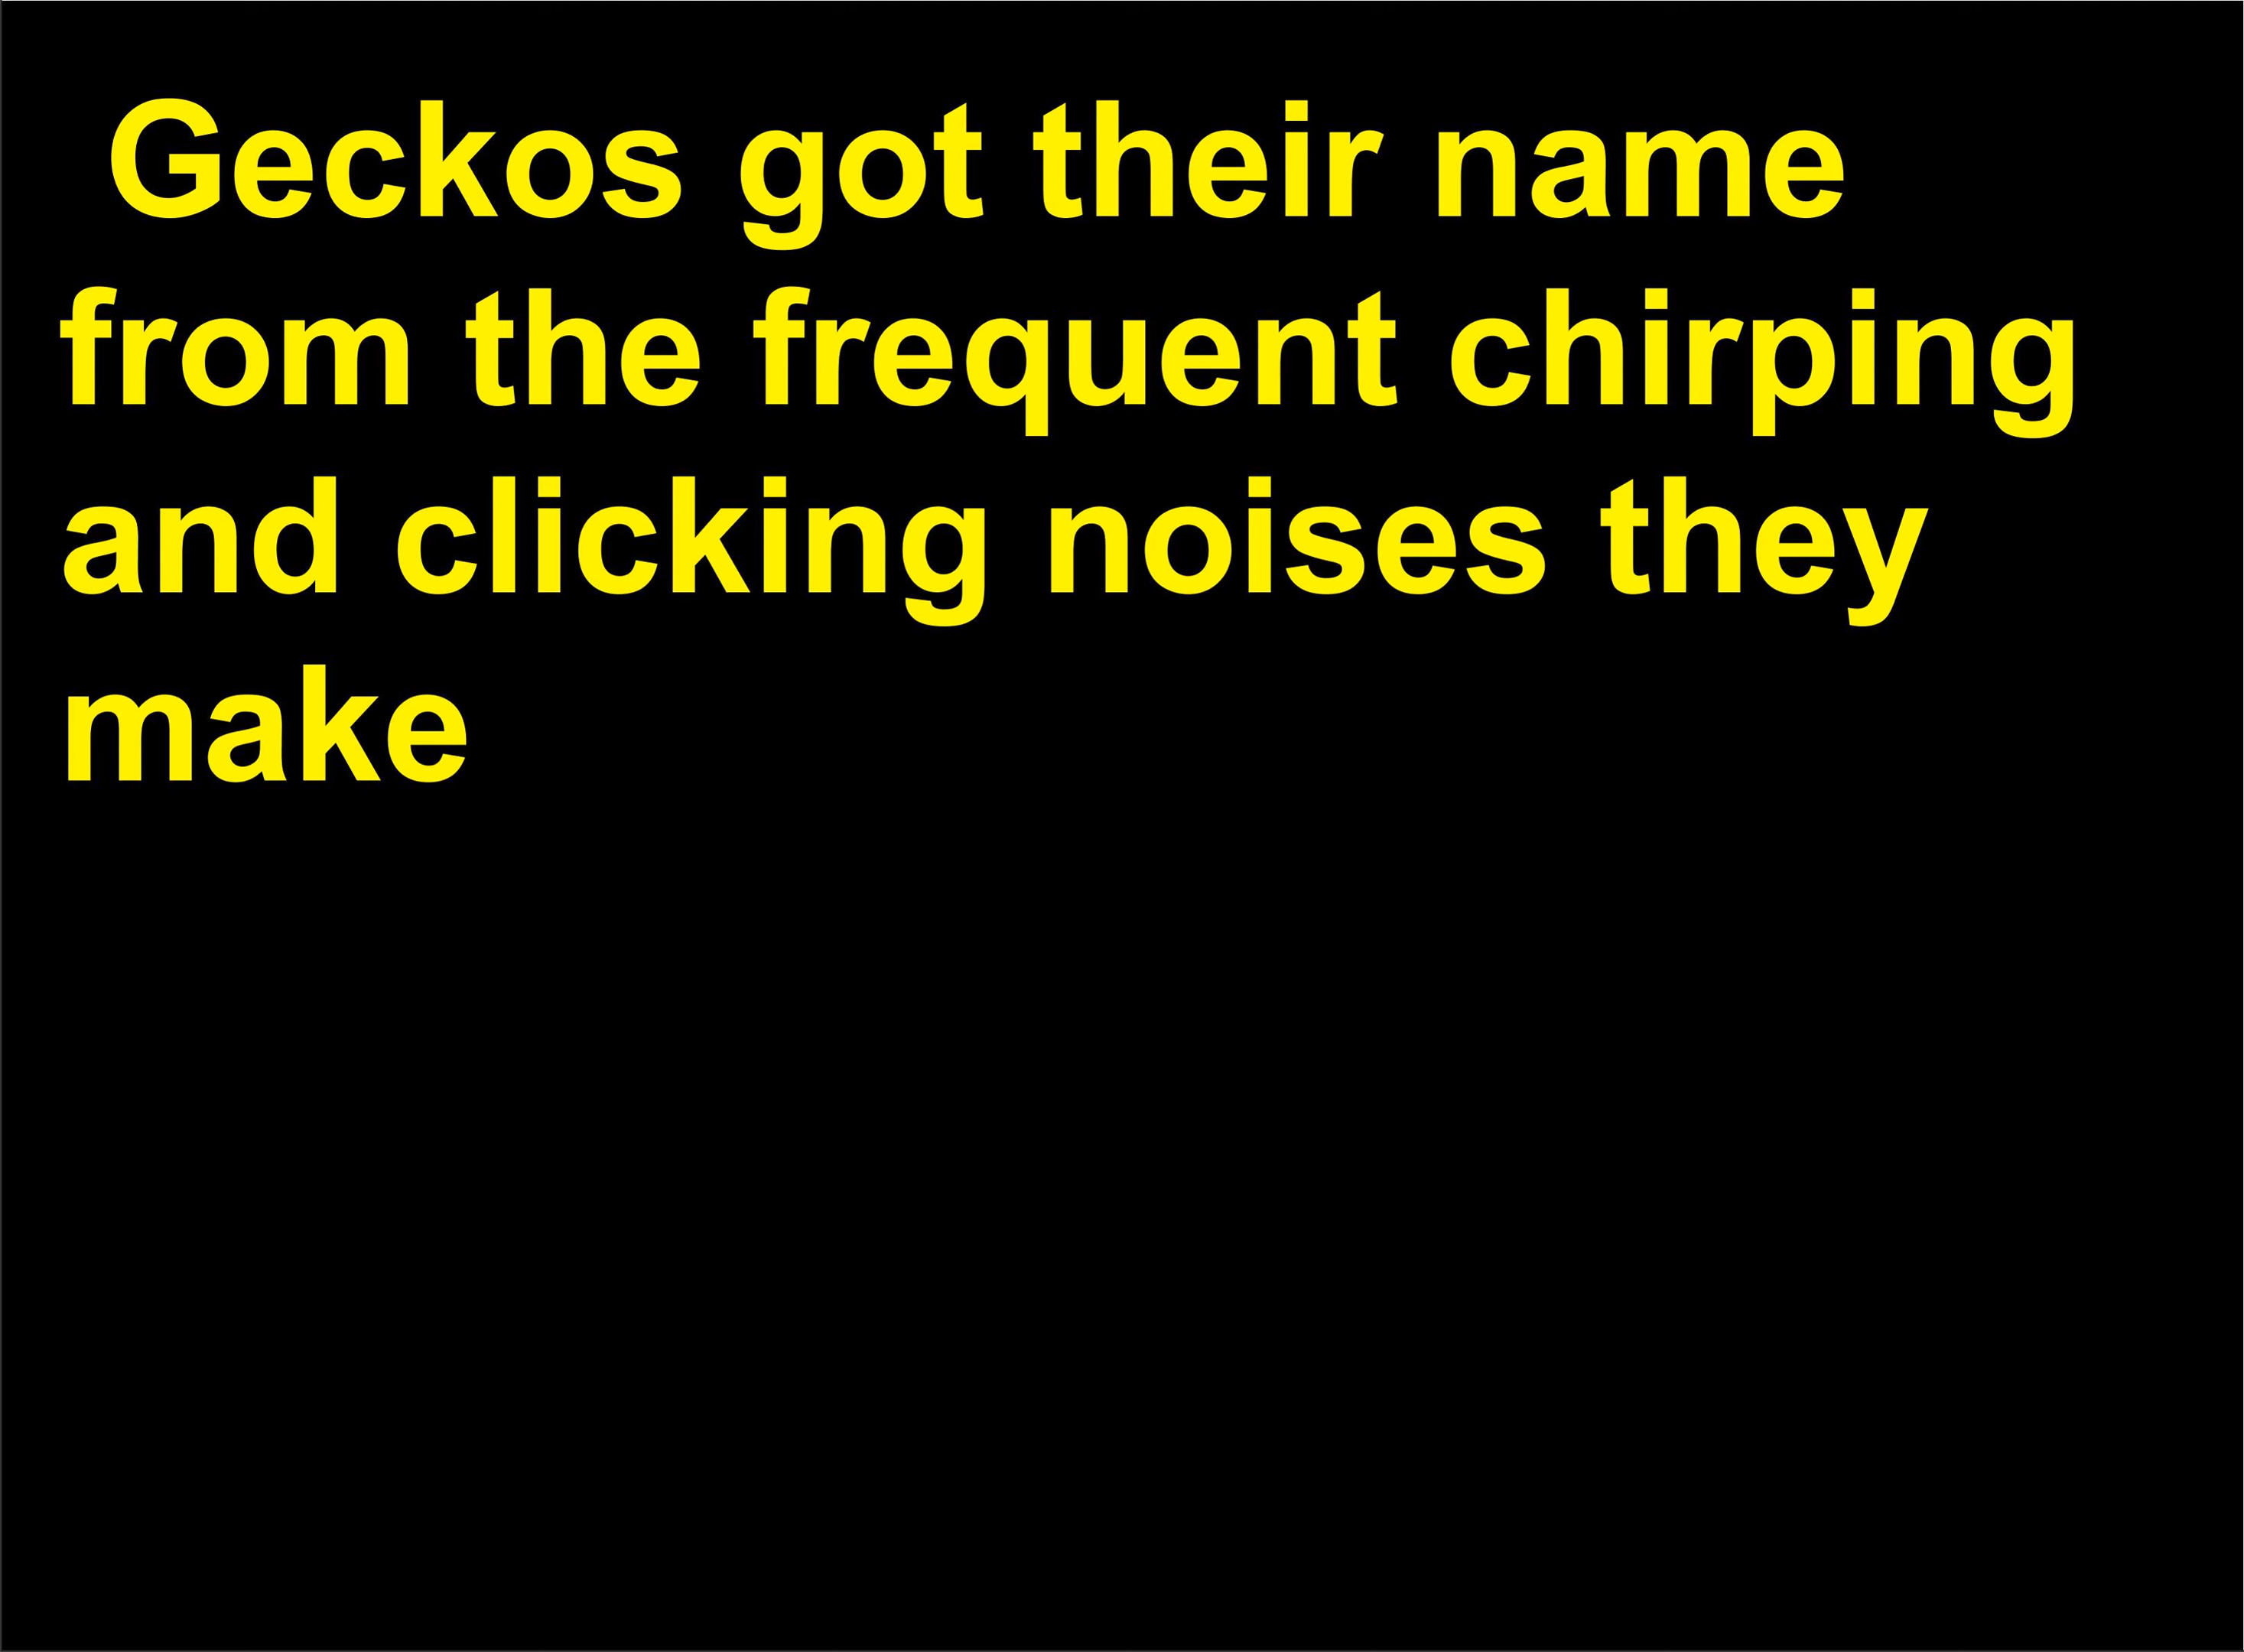 Geckos got their name
from the frequent chirping
and clicking noises they
make